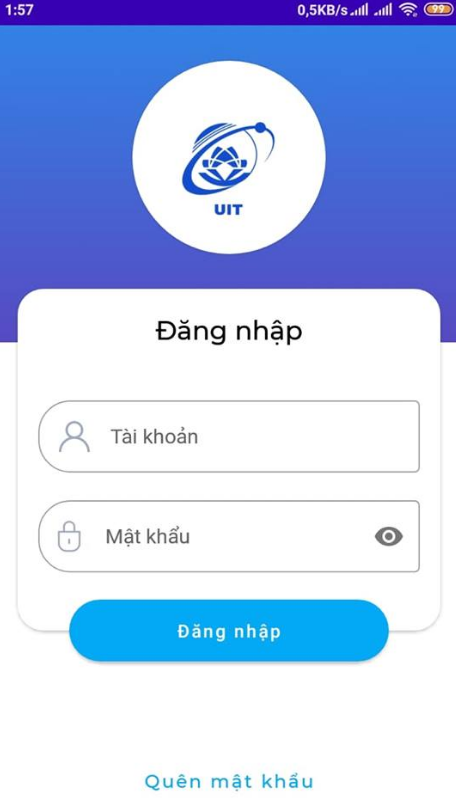 1:57
0,5KB/s
99
UIT
Đăng nhập
Tài khoản
Mật khẩu
Đăng nhập
Quên mật khẩu